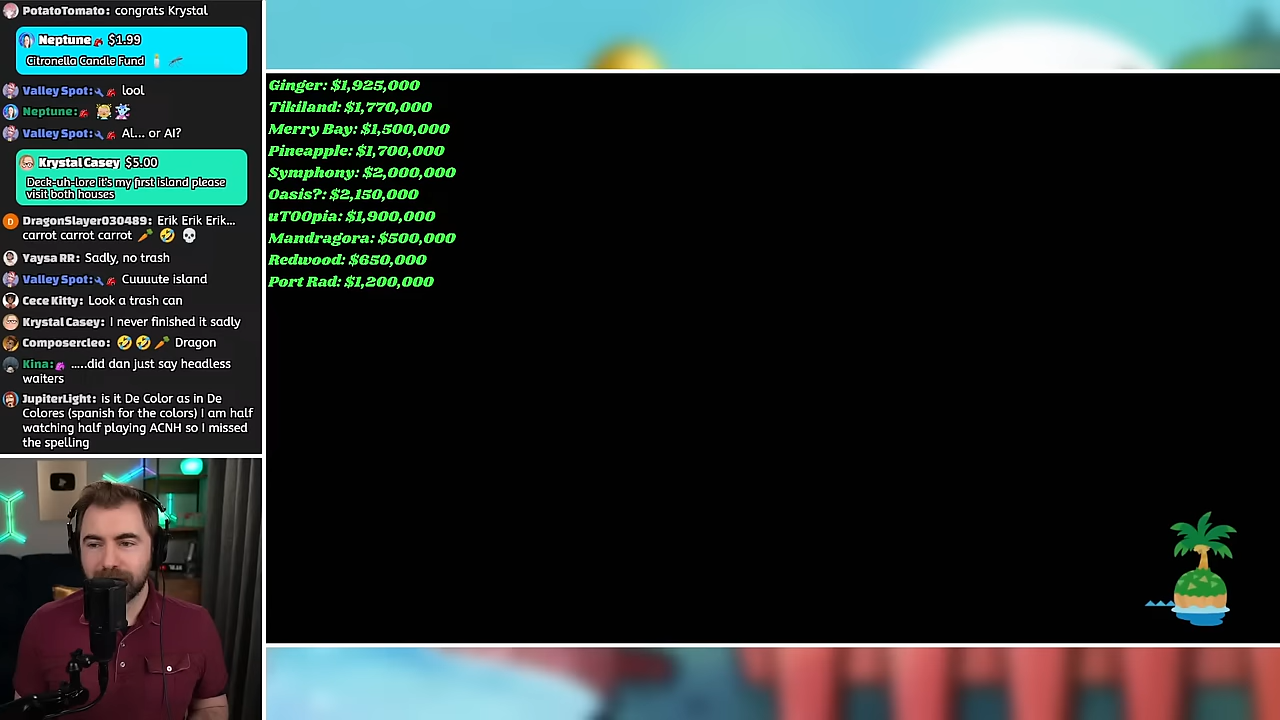 PotatoTomato: congrats Krystal
Neptune $1.99
Citronella Candle Fund
Valley Spot: lool
Neptune:
Valley Spot: Al... or AI?
Krystal Casey $5.00
Deck-uh-lore it's my first island please
visit both houses
DragonSlayer030489: Erik Erik Erik...
carrot carrot carrot 🥕 🤣 💀
Yaysa RR: Sadly, no trash
Valley Spot: Cuuuute island
Cece Kitty: Look a trash can
Krystal Casey: I never finished it sadly
Composercleo: 🤣 🤣 🥕 Dragon
Kina: .....did dan just say headless
waiters
JupiterLight: is it De Color as in De
Colores (spanish for the colors) I am half
watching half playing ACNH so I missed
the spelling
Ginger: $1,925,000
Tikiland: $1,770,000
Merry Bay: $1,500,000
Pineapple: $1,700,000
Symphony: $2,000,000
Oasis?: $2,150,000
uTOOpia: $1,900,000
Mandragora: $500,000
Redwood: $650,000
Port Rad: $1,200,000